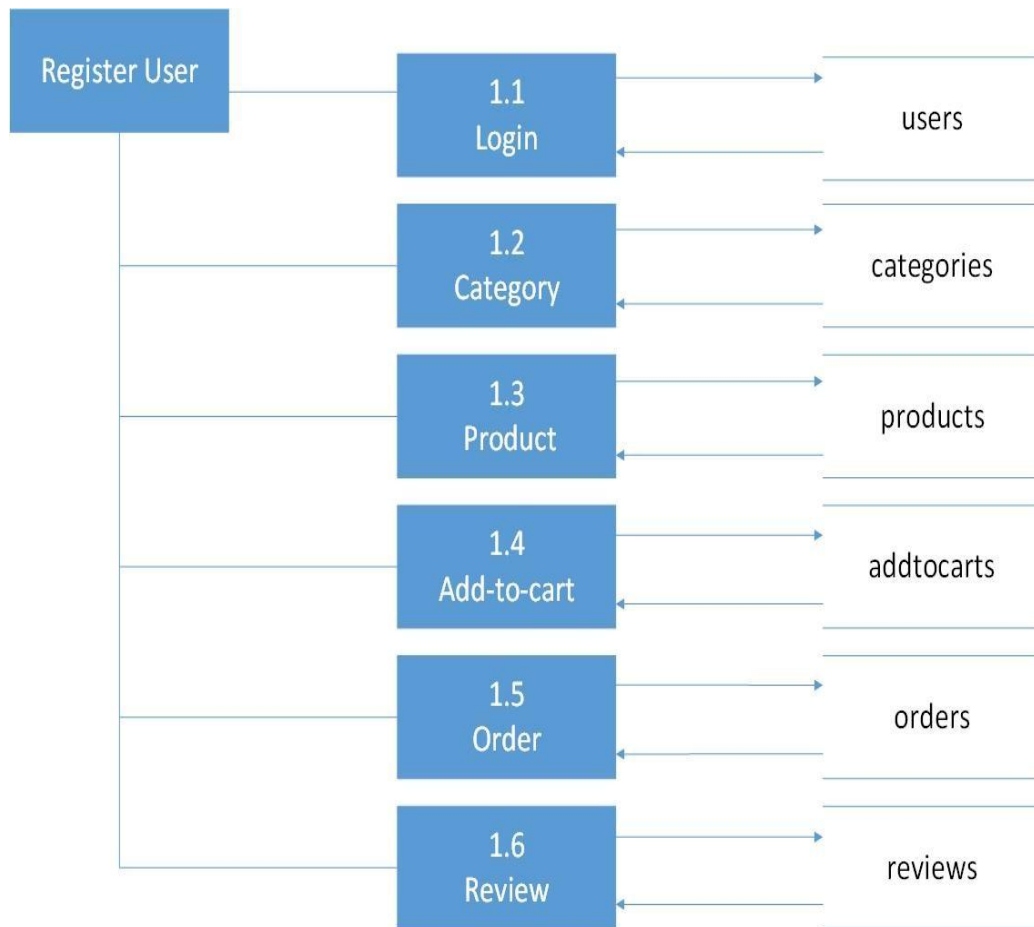 Register User
1.1
Login
users
1.2
Category
categories
1.3
Product
products
1.4
Add-to-cart
addtocarts
1.5
Order
orders
1.6
Review
reviews